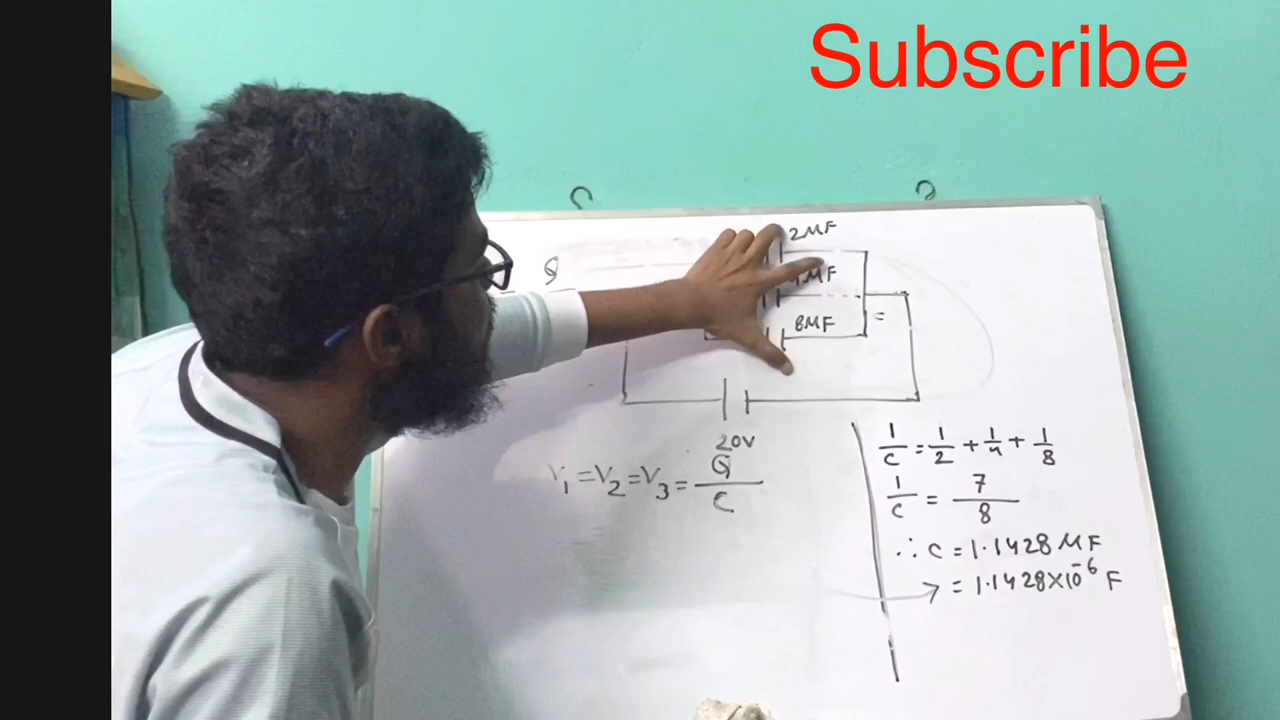 Subscribe
Q
2MF
4MF
8MF
=
20V
V₁ = V₂ = V₃ = Q/C
1/C = 1/2 + 1/4 + 1/8
1/C = 7/8
∴ C = 1.1428 MF
→ = 1.1428 × 10⁻⁶ F